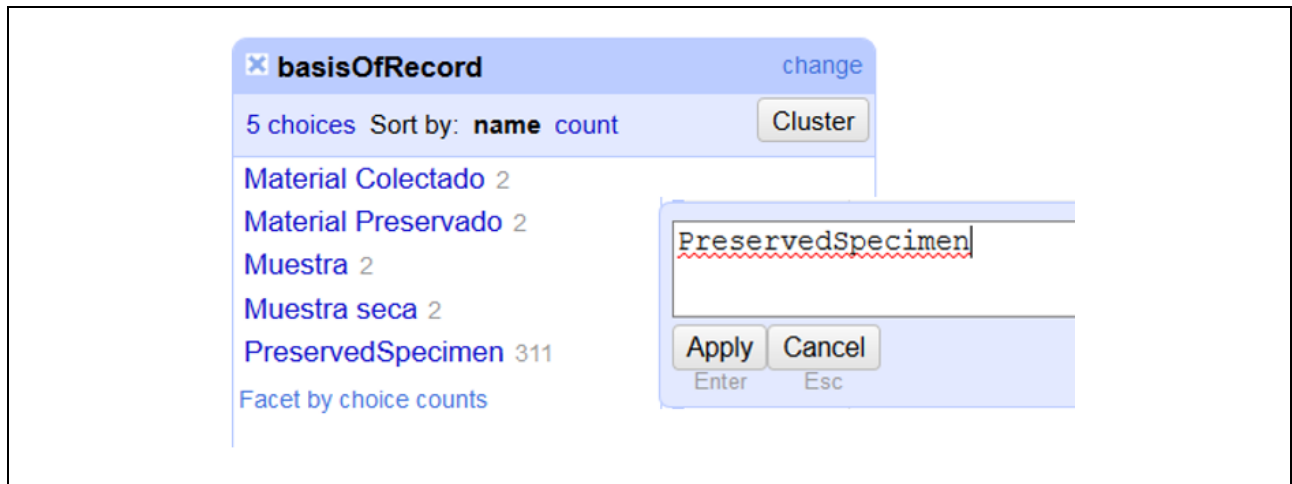 basisOfRecord change
5 choices Sort by: name count Cluster
Material Colectado 2
Material Preservado 2
Muestra 2
Muestra seca 2
PreservedSpecimen 311
Facet by choice counts
PreservedSpecimen
Apply Cancel
Enter Esc